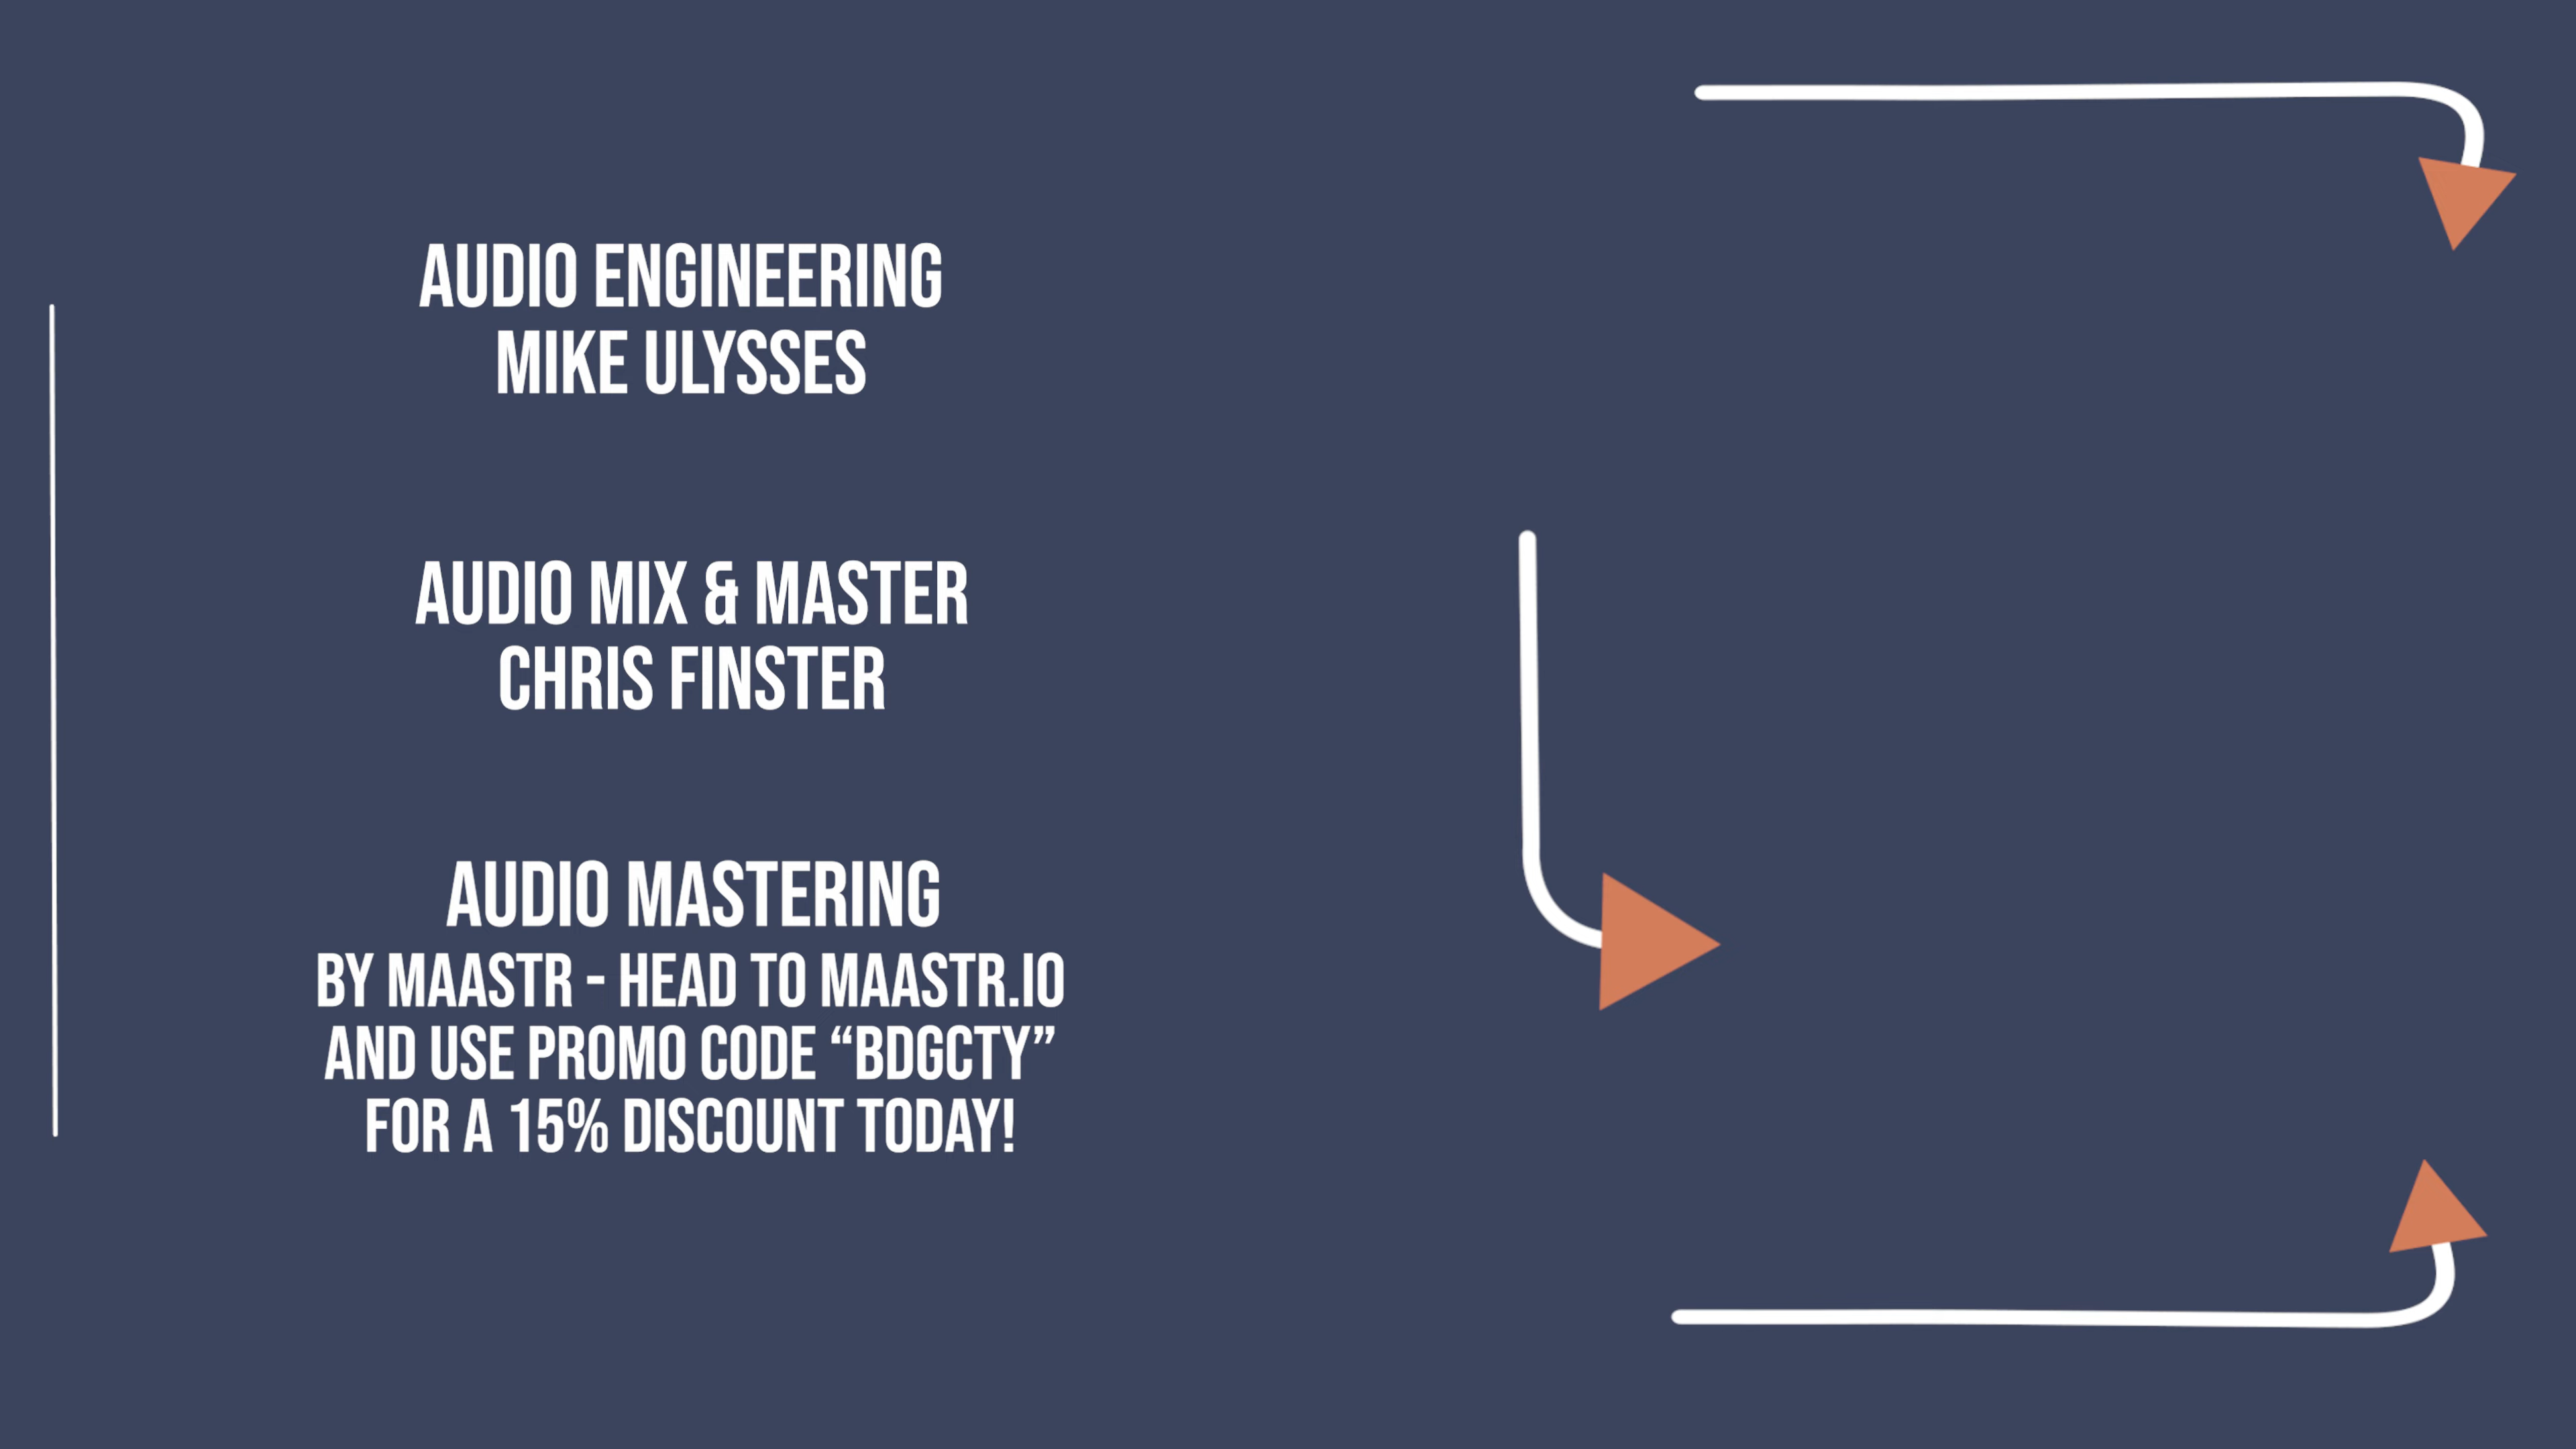 AUDIO ENGINEERING
MIKE ULYSSES
AUDIO MIX & MASTER
CHRIS FINSTER
AUDIO MASTERING
BY MAASTR - HEAD TO MAASTR.IO
AND USE PROMO CODE “BDGCTY”
FOR A 15% DISCOUNT TODAY!